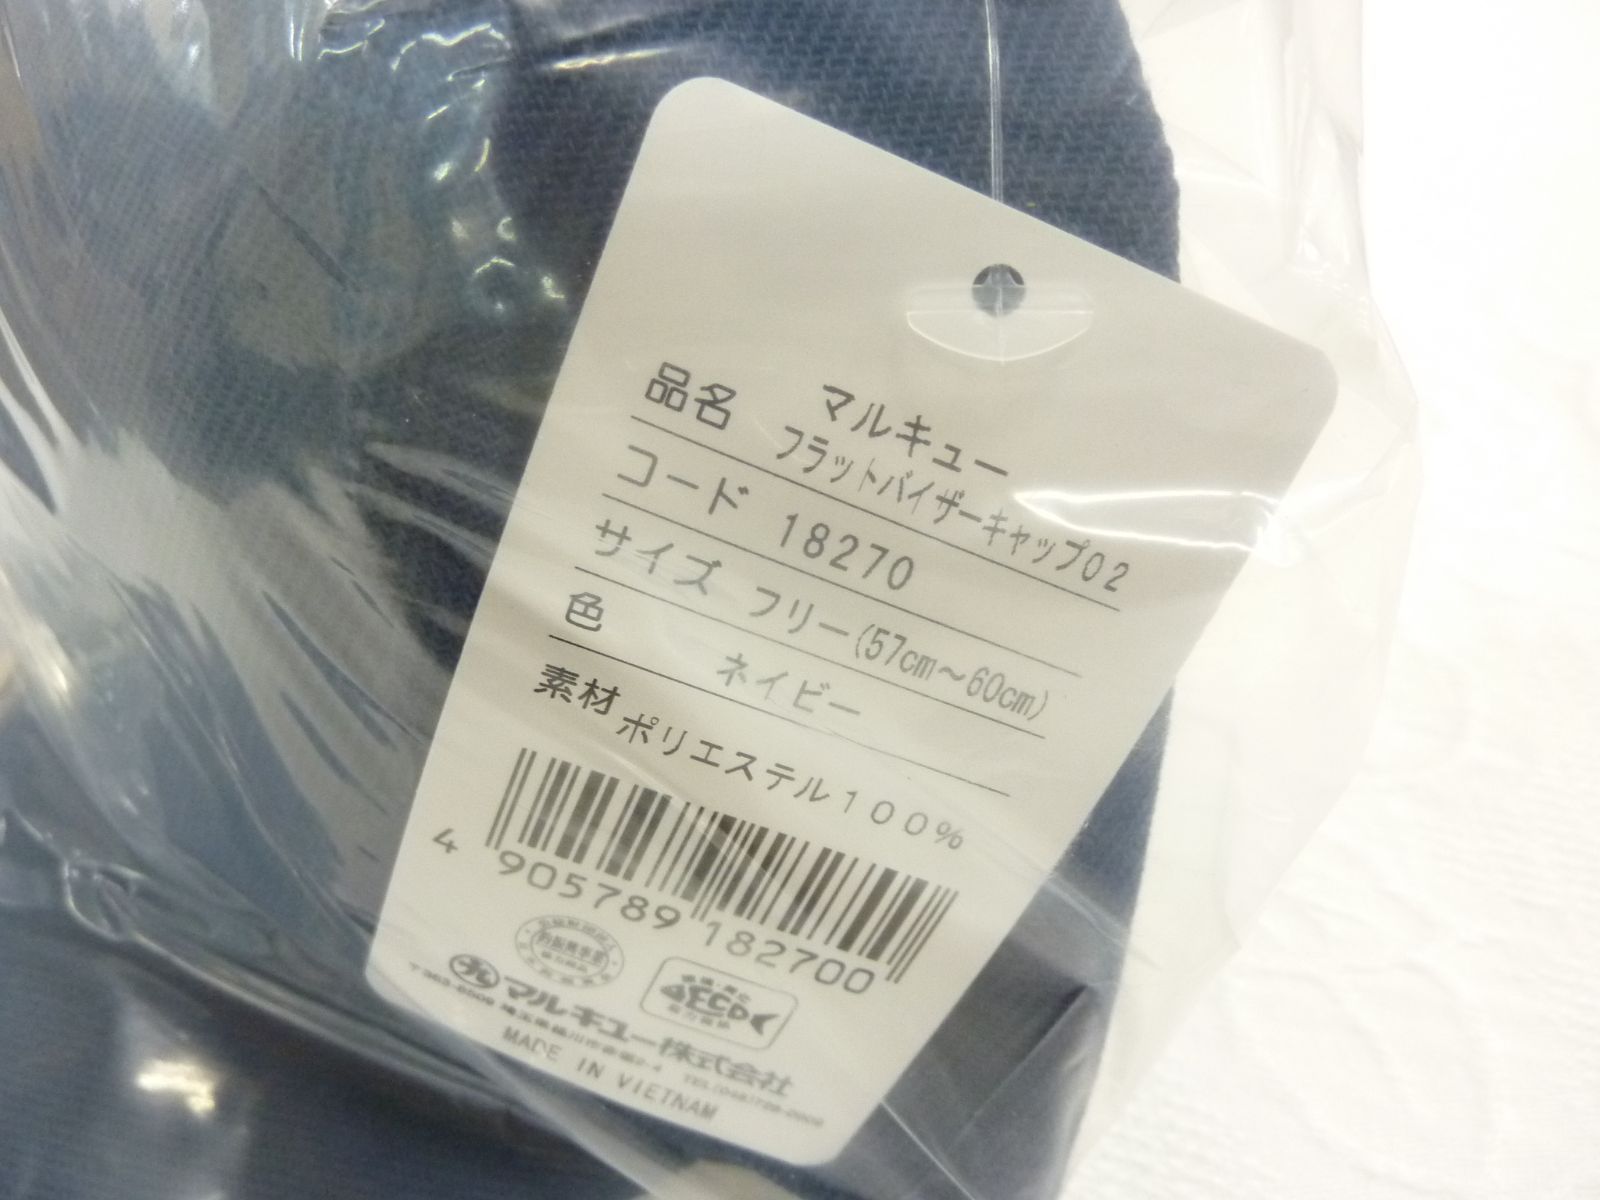 品名 マルキュー
フラットバイザーキャップ02
コード 18270
サイズ フリー(57cm～60cm)
色 ネイビー
素材 ポリエステル100%
4 905789 182700
マルキュー株式会社
MADE IN VIETNAM